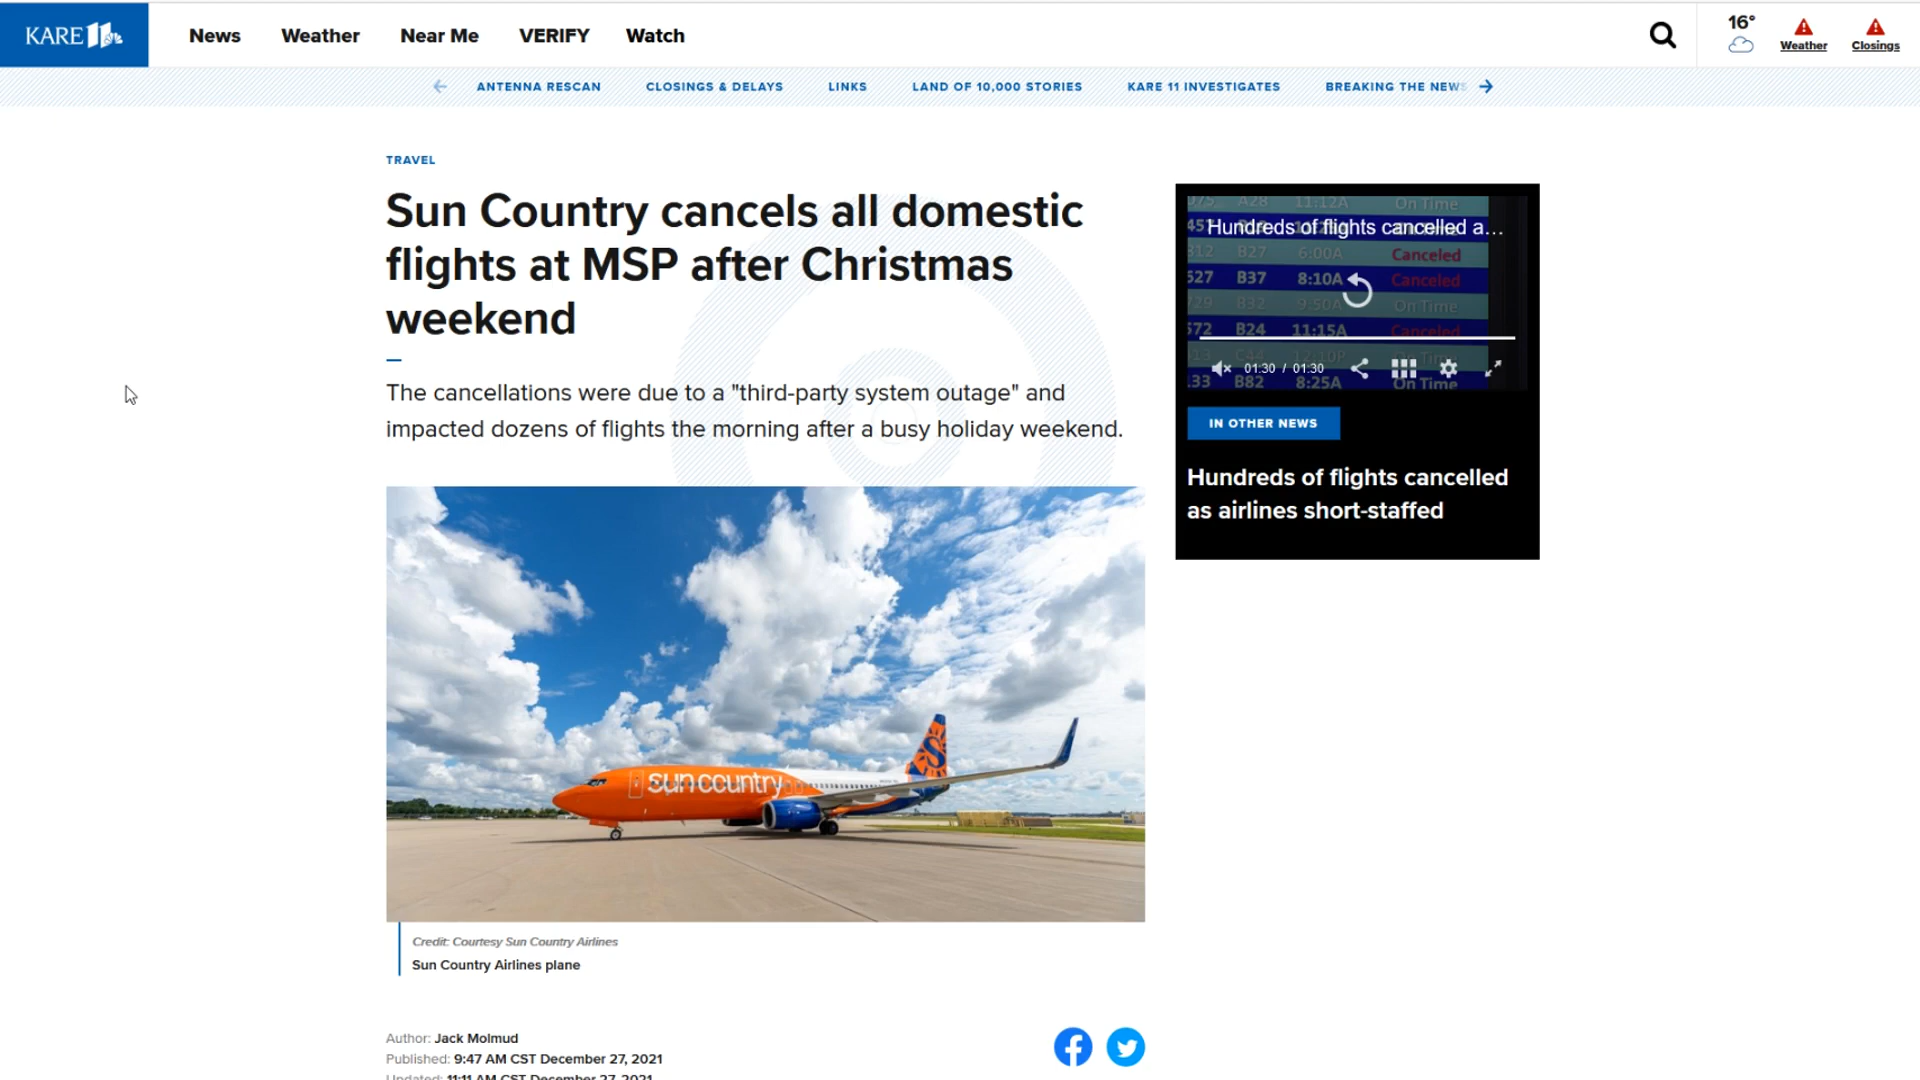 KARE 11
News
Weather
Near Me
VERIFY
Watch
16°
Weather
Closings
ANTENNA RESCAN
CLOSINGS & DELAYS
LINKS
LAND OF 10,000 STORIES
KARE 11 INVESTIGATES
BREAKING THE NEWS
TRAVEL
Sun Country cancels all domestic
flights at MSP after Christmas
weekend
The cancellations were due to a "third-party system outage" and
impacted dozens of flights the morning after a busy holiday weekend.
sun country
Credit: Courtesy Sun Country Airlines
Sun Country Airlines plane
Author: Jack Molmud
Published: 9:47 AM CST December 27, 2021
Updated: 11:11 AM CST December 27, 2021
A28 11:12A On Time
Hundreds of flights cancelled a...
B27 6:00A Canceled
B37 8:10A Canceled
B32 9:50A On Time
B24 11:15A Canceled
C44 12:10P On Time
01:30 / 01:30
B82 8:25A On Time
IN OTHER NEWS
Hundreds of flights cancelled
as airlines short-staffed